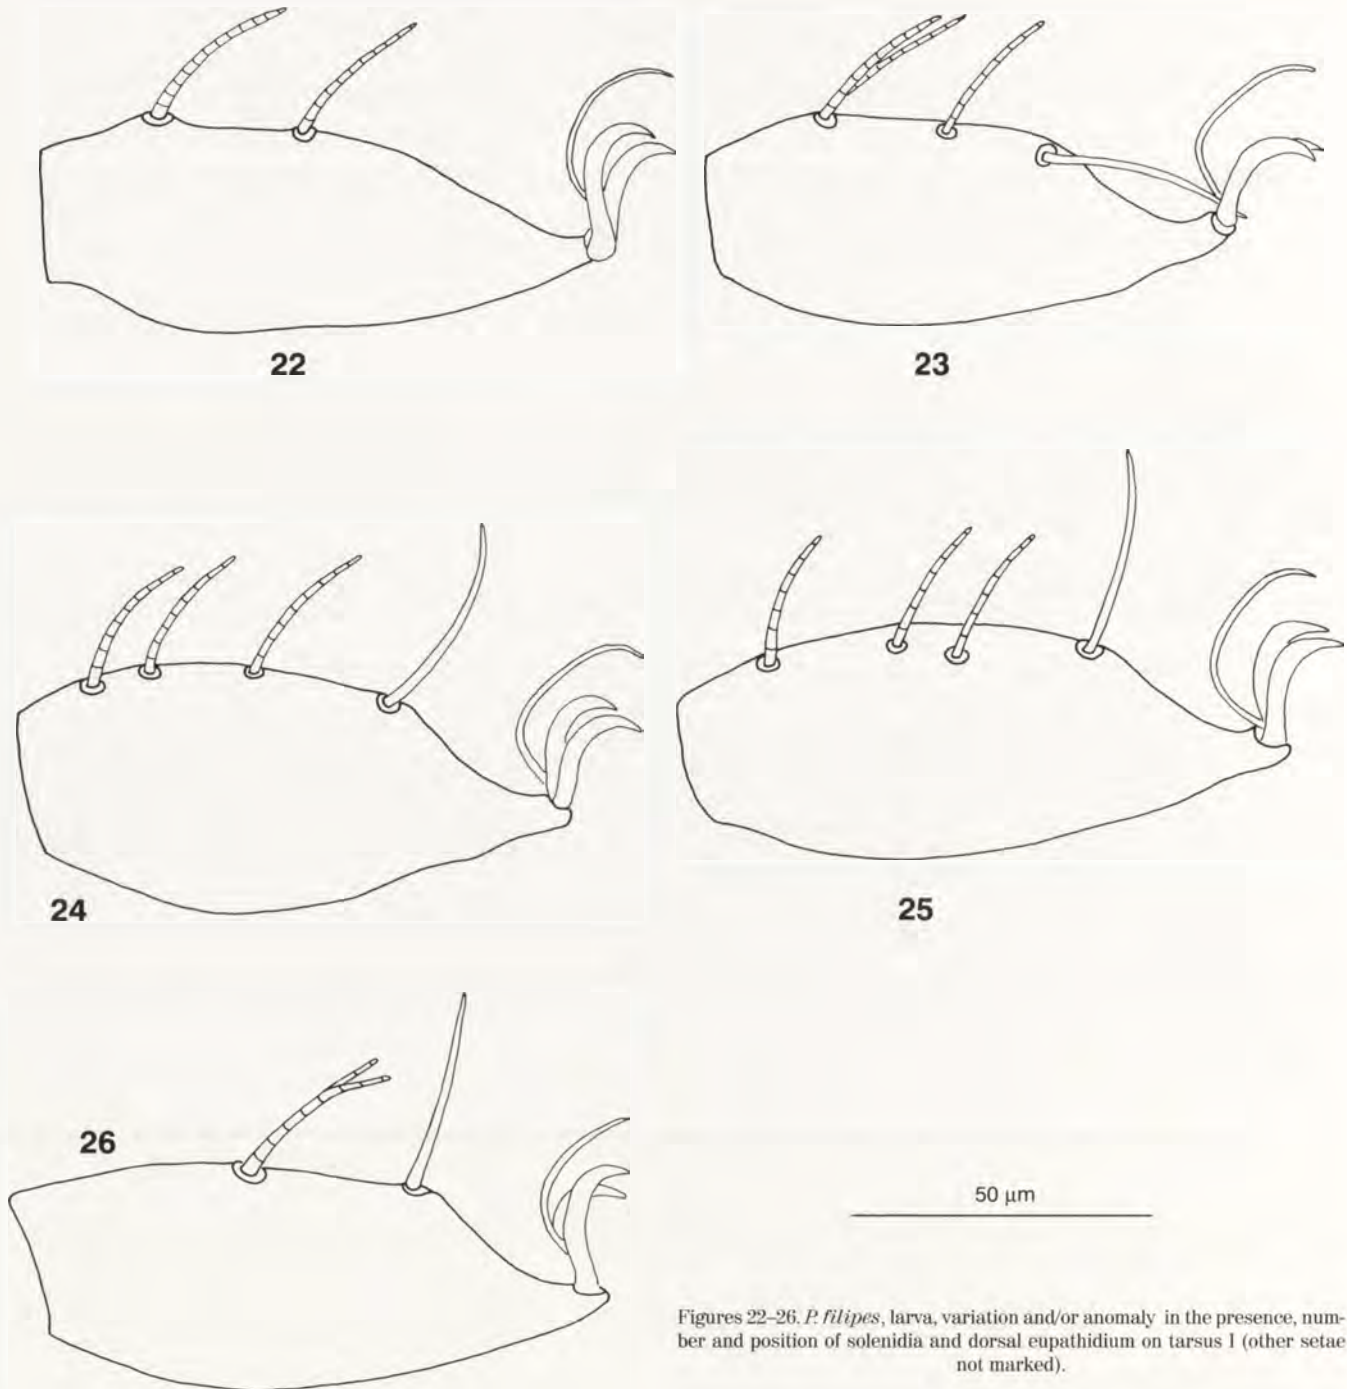 22
23
24
25
26
50 μm
Figures 22–26. P. filipes, larva, variation and/or anomaly in the presence, num-
ber and position of solenidia and dorsal eupathidium on tarsus I (other setae
not marked).